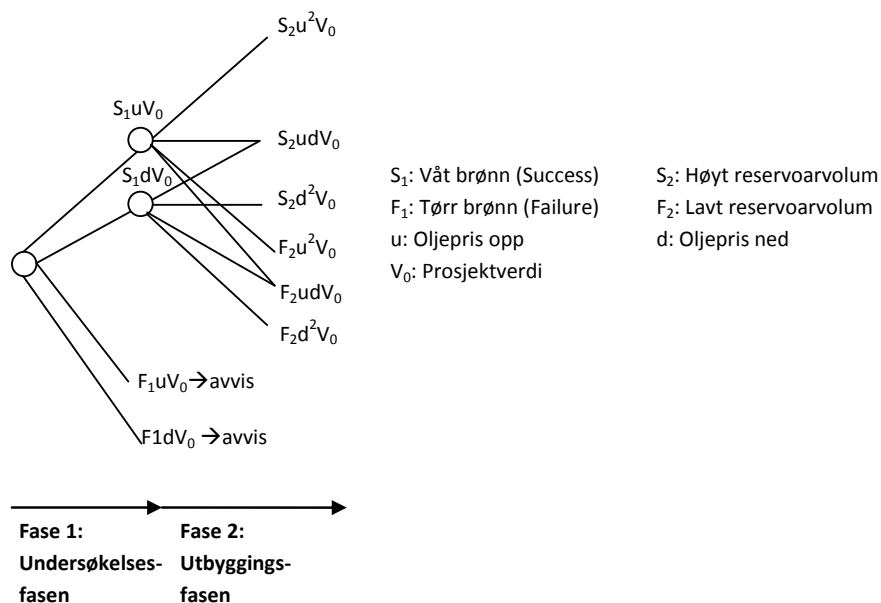 S₂u²V₀
S₁uV₀
S₂udV₀
S₁dV₀
S₂d²V₀
F₂u²V₀
F₂udV₀
F₂d²V₀
F₁uV₀→avvis
F1dV₀ →avvis
S₁: Våt brønn (Success)
F₁: Tørr brønn (Failure)
u: Oljepris opp
V₀: Prosjektverdi
S₂: Høyt reservoarvolum
F₂: Lavt reservoarvolum
d: Oljepris ned
Fase 1:
Undersøkelses-
fasen
Fase 2:
Utbyggings-
fasen